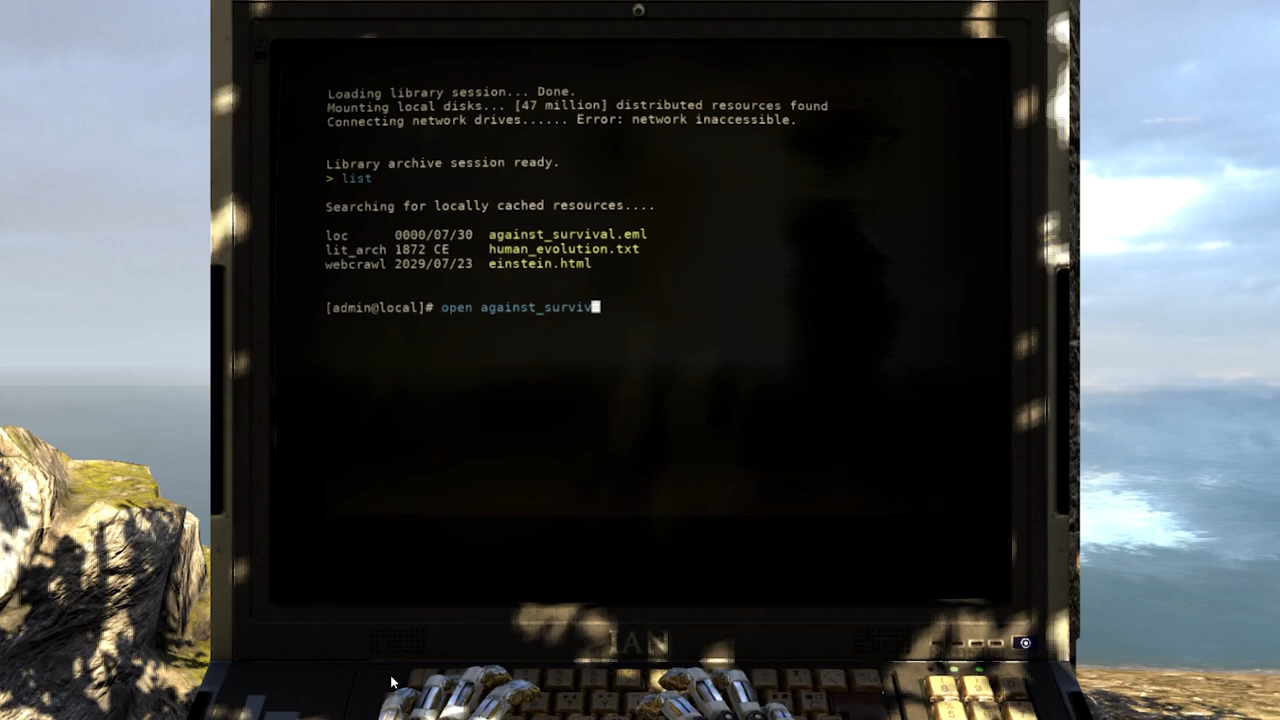 Loading library session... Done.
Mounting local disks... [47 million] distributed resources found
Connecting network drives...... Error: network inaccessible.
Library archive session ready.
> list
Searching for locally cached resources....
loc 0000/07/30 against_survival.eml
lit_arch 1872 CE human_evolution.txt
webcrawl 2029/07/23 einstein.html
[admin@local]# open against_surviv
IAN